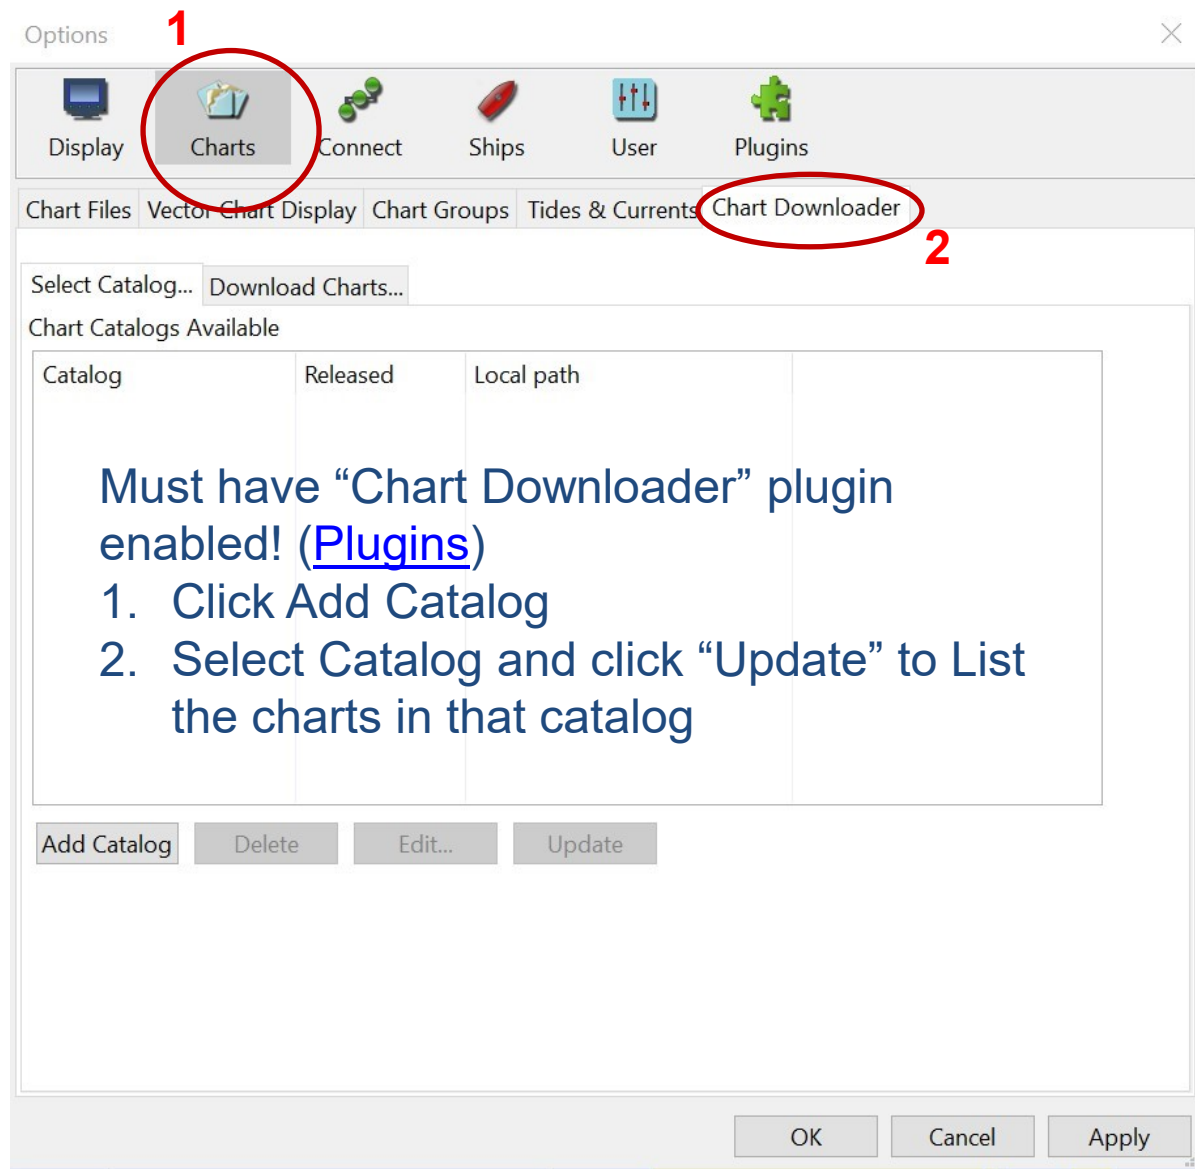 Options 1
Display Charts Connect Ships User Plugins
Chart Files Vector Chart Display Chart Groups Tides & Currents Chart Downloader
2
Select Catalog... Download Charts...
Chart Catalogs Available
Catalog Released Local path
Must have “Chart Downloader” plugin
enabled! (Plugins)
1. Click Add Catalog
2. Select Catalog and click “Update” to List
the charts in that catalog
Add Catalog Delete Edit... Update
OK Cancel Apply